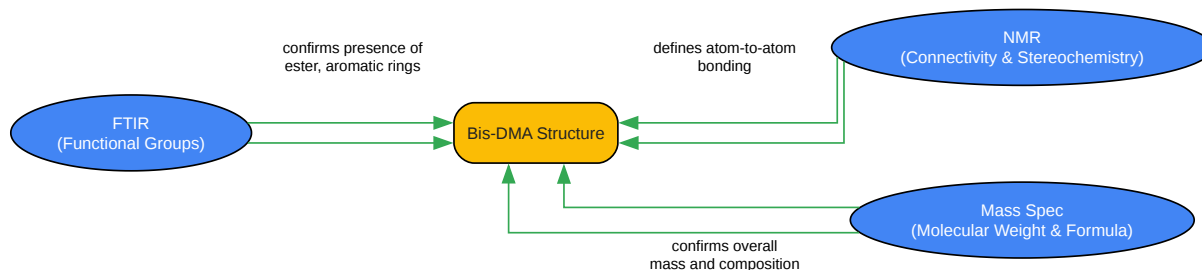 confirms presence of
ester, aromatic rings
defines atom-to-atom
bonding
NMR
(Connectivity & Stereochemistry)
FTIR
(Functional Groups)
Bis-DMA Structure
Mass Spec
(Molecular Weight & Formula)
confirms overall
mass and composition